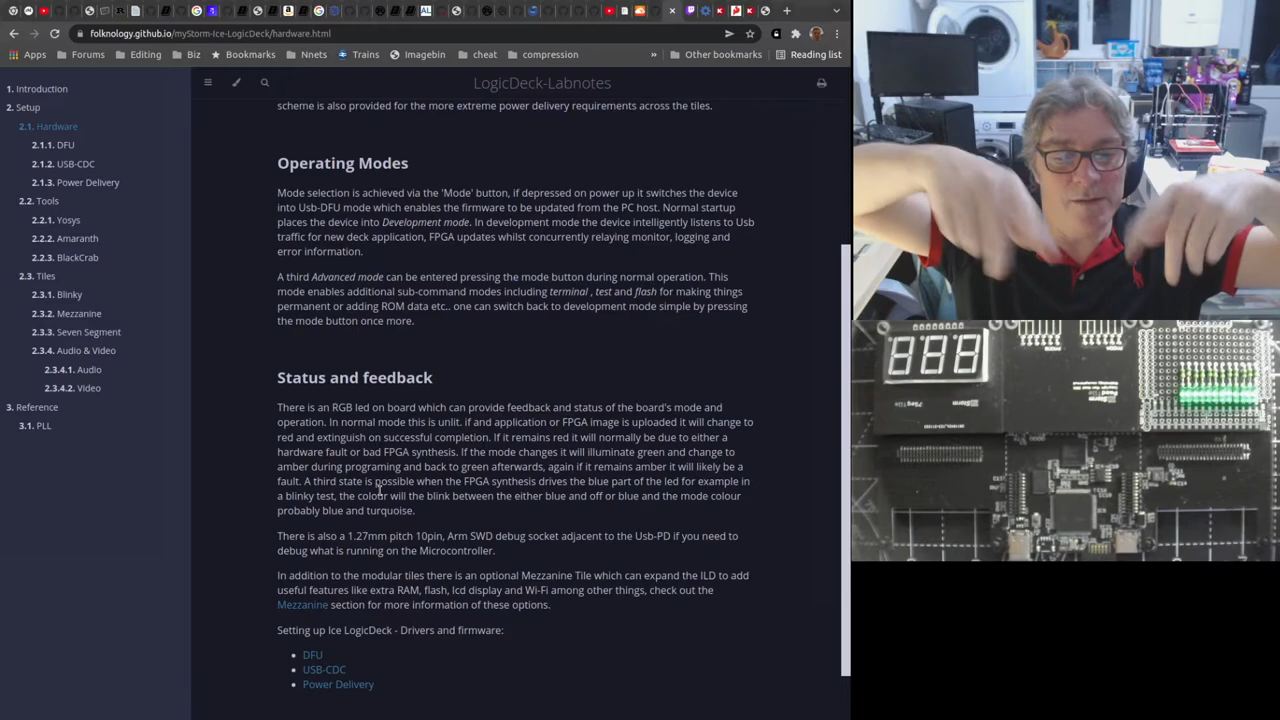 folknology.github.io/myStorm-Ice-LogicDeck/hardware.html
Apps
Forums
Editing
Biz
Bookmarks
Nnets
Trains
Imagebin
cheat
compression
»
Other bookmarks
Reading list
1. Introduction
2. Setup
2.1. Hardware
2.1.1. DFU
2.1.2. USB-CDC
2.1.3. Power Delivery
2.2. Tools
2.2.1. Yosys
2.2.2. Amaranth
2.2.3. BlackCrab
2.3. Tiles
2.3.1. Blinky
2.3.2. Mezzanine
2.3.3. Seven Segment
2.3.4. Audio & Video
2.3.4.1. Audio
2.3.4.2. Video
3. Reference
3.1. PLL
LogicDeck-Labnotes
scheme is also provided for the more extreme power delivery requirements across the tiles.
Operating Modes
Mode selection is achieved via the 'Mode' button, if depressed on power up it switches the device
into Usb-DFU mode which enables the firmware to be updated from the PC host. Normal startup
places the device into Development mode. In development mode the device intelligently listens to Usb
traffic for new deck application, FPGA updates whilst concurrently relaying monitor, logging and
error information.
A third Advanced mode can be entered pressing the mode button during normal operation. This
mode enables additional sub-command modes including terminal , test and flash for making things
permanent or adding ROM data etc.. one can switch back to development mode simple by pressing
the mode button once more.
Status and feedback
There is an RGB led on board which can provide feedback and status of the board's mode and
operation. In normal mode this is unlit. if and application or FPGA image is uploaded it will change to
red and extinguish on successful completion. If it remains red it will normally be due to either a
hardware fault or bad FPGA synthesis. If the mode changes it will illuminate green and change to
amber during programing and back to green afterwards, again if it remains amber it will likely be a
fault. A third state is possible when the FPGA synthesis drives the blue part of the led for example in
a blinky test, the colour will the blink between the either blue and off or blue and the mode colour
probably blue and turquoise.
There is also a 1.27mm pitch 10pin, Arm SWD debug socket adjacent to the Usb-PD if you need to
debug what is running on the Microcontroller.
In addition to the modular tiles there is an optional Mezzanine Tile which can expand the ILD to add
useful features like extra RAM, flash, lcd display and Wi-Fi among other things, check out the
Mezzanine section for more information of these options.
Setting up Ice LogicDeck - Drivers and firmware:
DFU
USB-CDC
Power Delivery
888